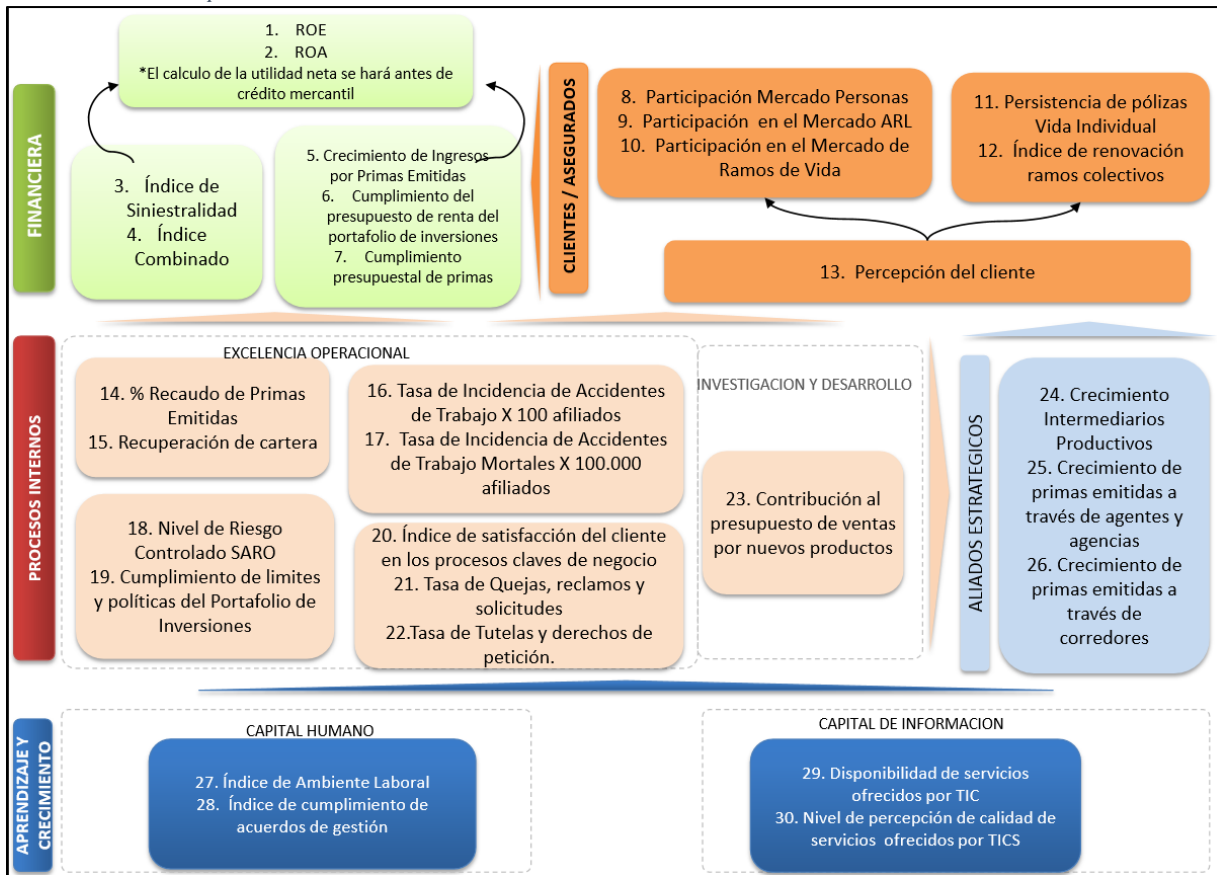 FINANCIERA
1. ROE
2. ROA
*El calculo de la utilidad neta se hará antes de
crédito mercantil
3. Índice de
Siniestralidad
4. Índice
Combinado
5. Crecimiento de Ingresos
por Primas Emitidas
6. Cumplimiento del
presupuesto de renta del
portafolio de inversiones
7. Cumplimiento
presupuestal de primas
CLIENTES / ASEGURADOS
8. Participación Mercado Personas
9. Participación en el Mercado ARL
10. Participación en el Mercado de
Ramos de Vida
11. Persistencia de pólizas
Vida Individual
12. Índice de renovación
ramos colectivos
13. Percepción del cliente
PROCESOS INTERNOS
EXCELENCIA OPERACIONAL
14. % Recaudo de Primas
Emitidas
15. Recuperación de cartera
16. Tasa de Incidencia de Accidentes
de Trabajo X 100 afiliados
17. Tasa de Incidencia de Accidentes
de Trabajo Mortales X 100.000
afiliados
18. Nivel de Riesgo
Controlado SARO
19. Cumplimiento de limites
y políticas del Portafolio de
Inversiones
20. Índice de satisfacción del cliente
en los procesos claves de negocio
21. Tasa de Quejas, reclamos y
solicitudes
22.Tasa de Tutelas y derechos de
petición.
INVESTIGACION Y DESARROLLO
23. Contribución al
presupuesto de ventas
por nuevos productos
ALIADOS ESTRATEGICOS
24. Crecimiento
Intermediarios
Productivos
25. Crecimiento de
primas emitidas a
través de agentes y
agencias
26. Crecimiento de
primas emitidas a
través de
corredores
APRENDIZAJE Y
CRECIMIENTO
CAPITAL HUMANO
27. Índice de Ambiente Laboral
28. Índice de cumplimiento de
acuerdos de gestión
CAPITAL DE INFORMACION
29. Disponibilidad de servicios
ofrecidos por TIC
30. Nivel de percepción de calidad de
servicios ofrecidos por TICS